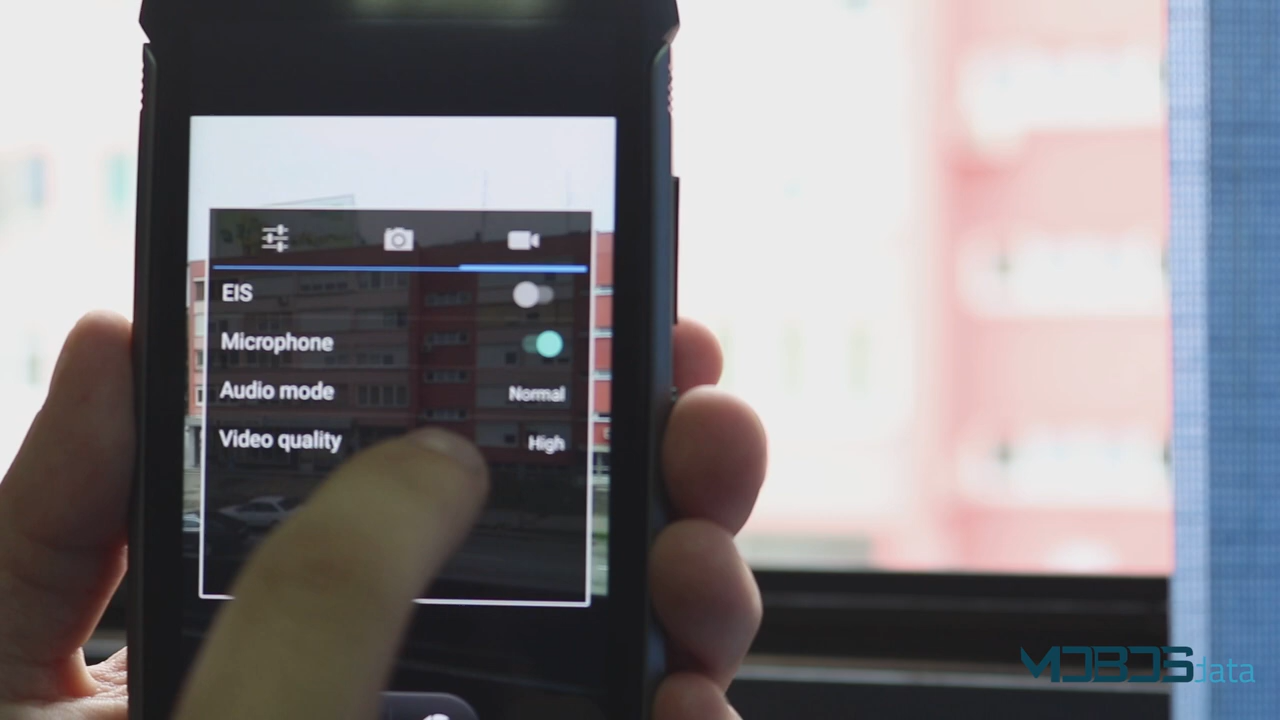 EIS
Microphone
Audio mode Normal
Video quality High
MOBOSdata